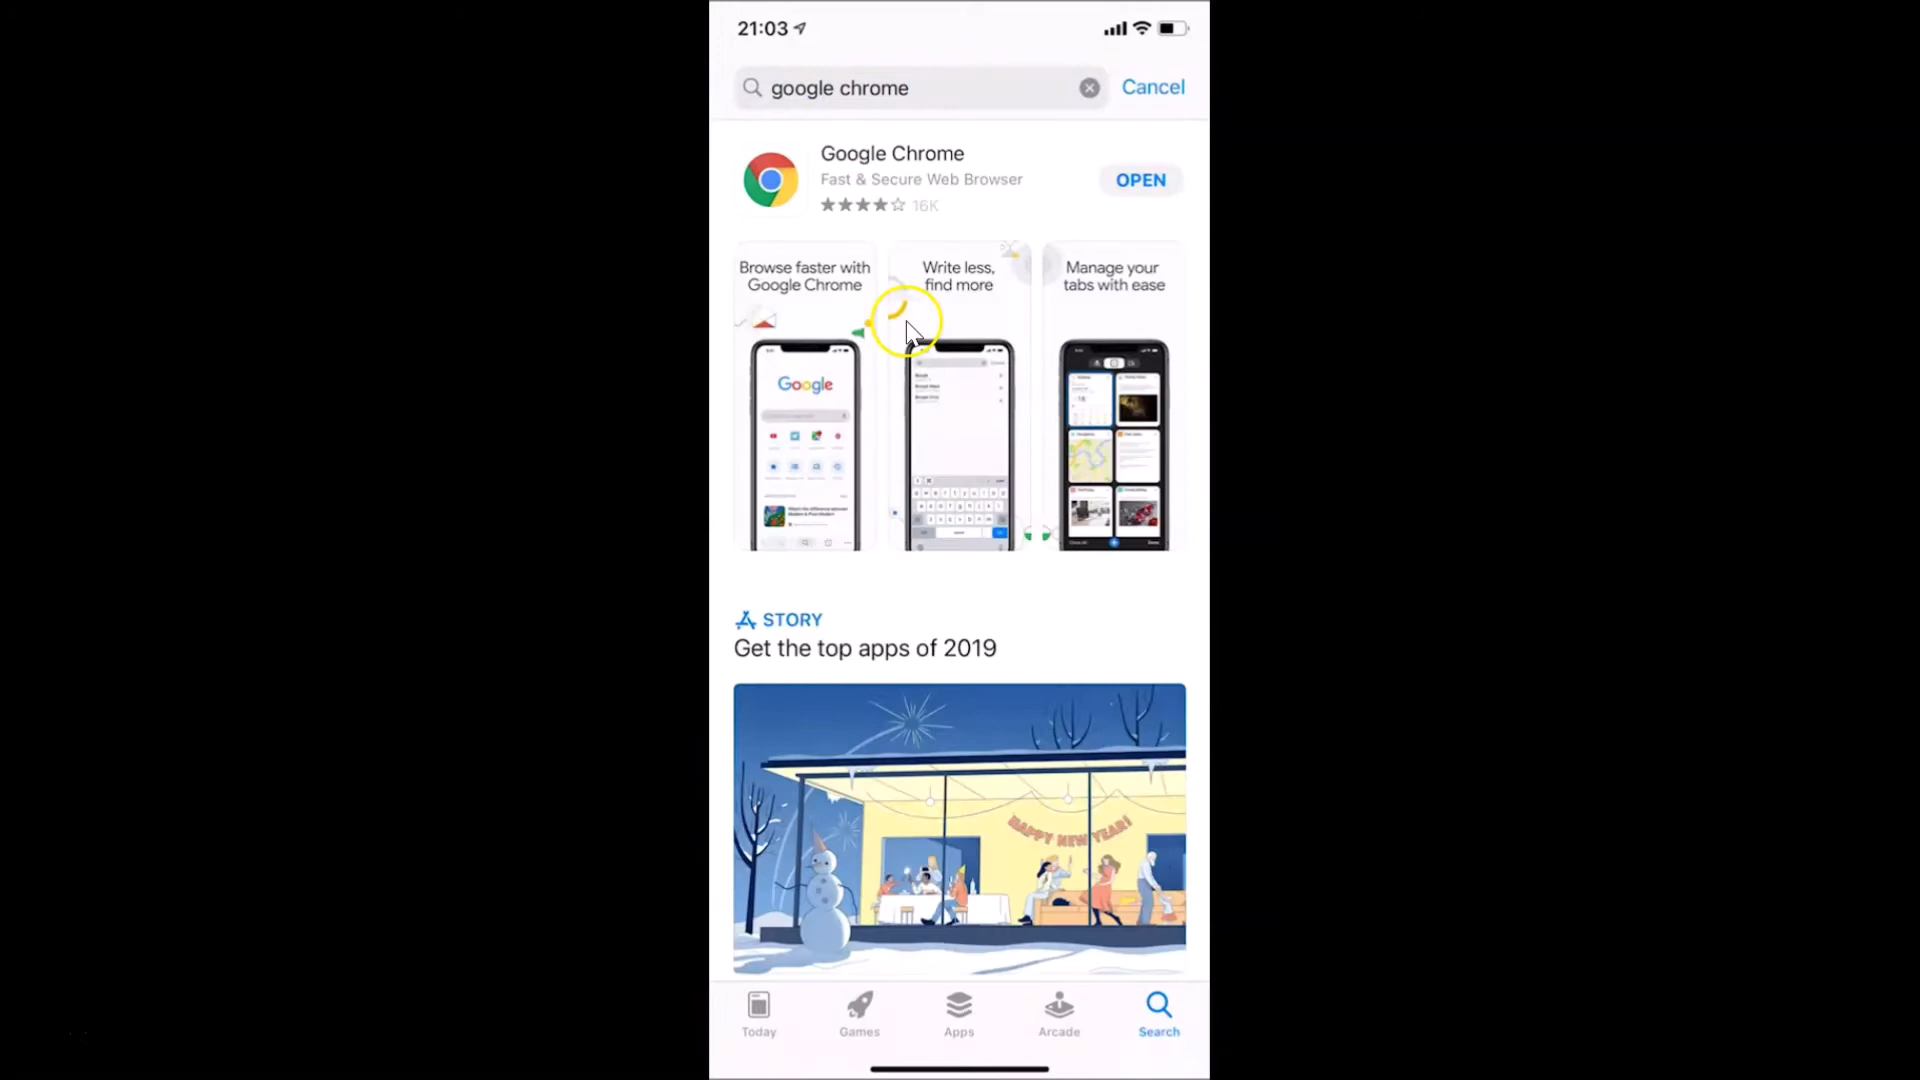 21:03
google chrome
Cancel
Google Chrome
Fast & Secure Web Browser
16K
OPEN
Browse faster with
Google Chrome
Write less,
find more
Manage your
tabs with ease
Google
STORY
Get the top apps of 2019
HAPPY NEW YEAR!
Today
Games
Apps
Arcade
Search